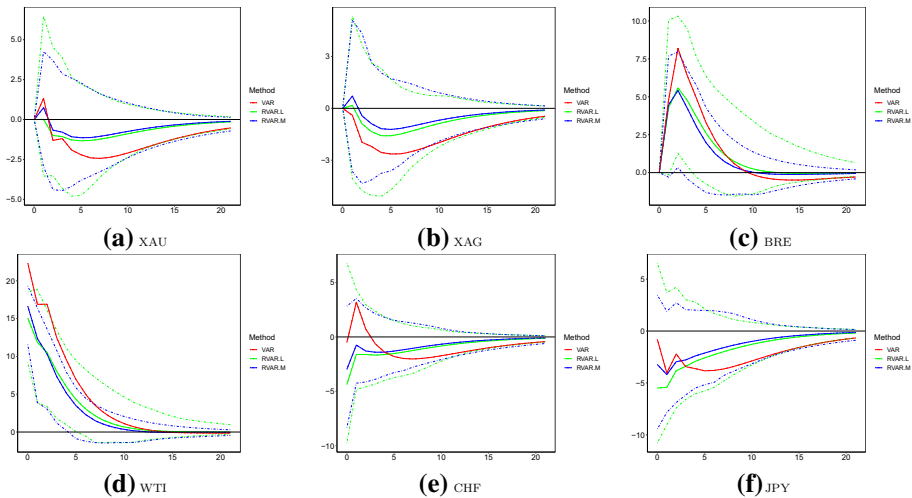 5.0
2.5
0.0
−2.5
−5.0
0 5 10 15 20
Method
VAR
RVAR.L
RVAR.M
(a) XAU
3
0
−3
0 5 10 15 20
Method
VAR
RVAR.L
RVAR.M
(b) XAG
10.0
7.5
5.0
2.5
0.0
0 5 10 15 20
Method
VAR
RVAR.L
RVAR.M
(c) BRE
20
15
10
5
0
0 5 10 15 20
Method
VAR
RVAR.L
RVAR.M
(d) WTI
5
0
−5
−10
0 5 10 15 20
Method
VAR
RVAR.L
RVAR.M
(e) CHF
5
0
−5
−10
0 5 10 15 20
Method
VAR
RVAR.L
RVAR.M
(f) JPY